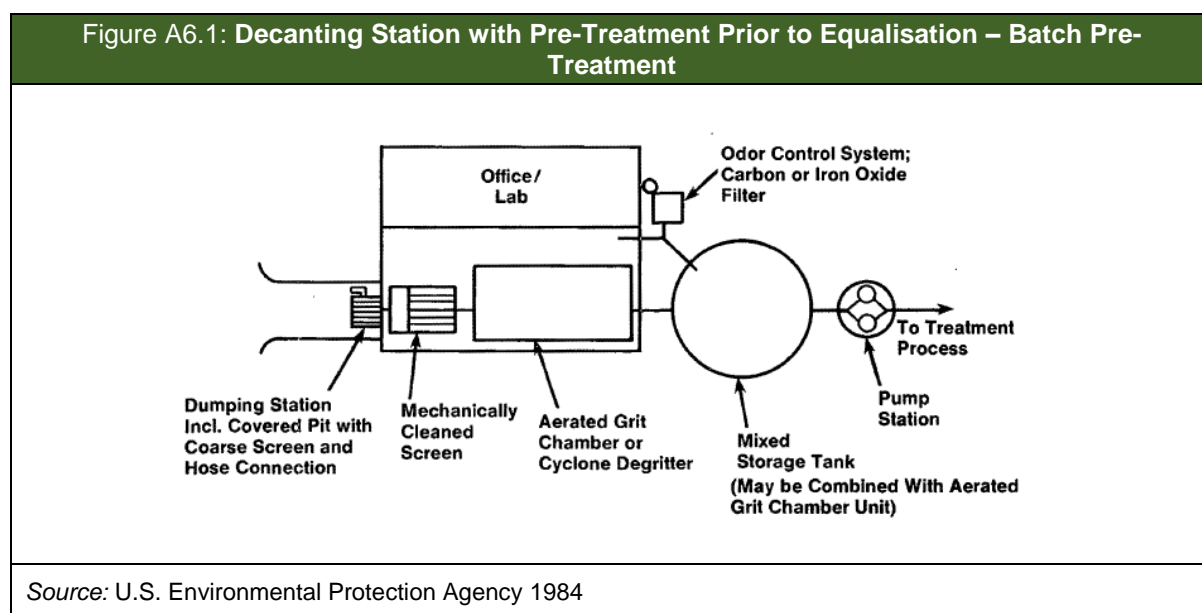 Figure A6.1: Decanting Station with Pre-Treatment Prior to Equalisation – Batch Pre-
Treatment
Office/
Lab
Odor Control System;
Carbon or Iron Oxide
Filter
To Treatment
Process
Dumping Station
Incl. Covered Pit with
Coarse Screen and
Hose Connection
Mechanically
Cleaned
Screen
Aerated Grit
Chamber or
Cyclone Degritter
Mixed
Storage Tank
(May be Combined With Aerated
Grit Chamber Unit)
Pump
Station
Source: U.S. Environmental Protection Agency 1984